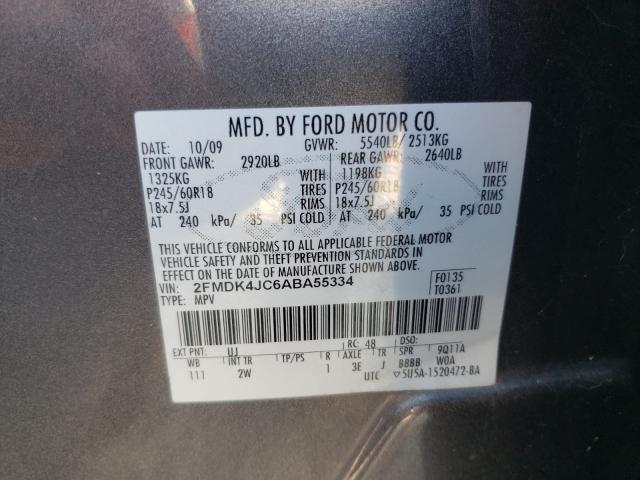 MFD. BY FORD MOTOR CO.
DATE: 10/09 GVWR: 5540LB/ 2513KG
FRONT GAWR: 2920LB REAR GAWR: 2640LB
1325KG WITH 1198KG WITH
P245/60R18 TIRES P245/60R18 TIRES
18x7.5J RIMS 18x7.5J RIMS
AT 240 kPa/ 35 PSI COLD AT 240 kPa/ 35 PSI COLD
THIS VEHICLE CONFORMS TO ALL APPLICABLE FEDERAL MOTOR
VEHICLE SAFETY AND THEFT PREVENTION STANDARDS IN
EFFECT ON THE DATE OF MANUFACTURE SHOWN ABOVE.
VIN: 2FMDK4JC6ABA55334 F0135
TYPE: MPV T0361
EXT PNT: UJ RC: 48 DSO:
WB INT TR TP/PS R AXLE TR SPR 9Q11A
111 2W 1 3E J BBBB WOA
UTC ▽5U5A-1520472-BA